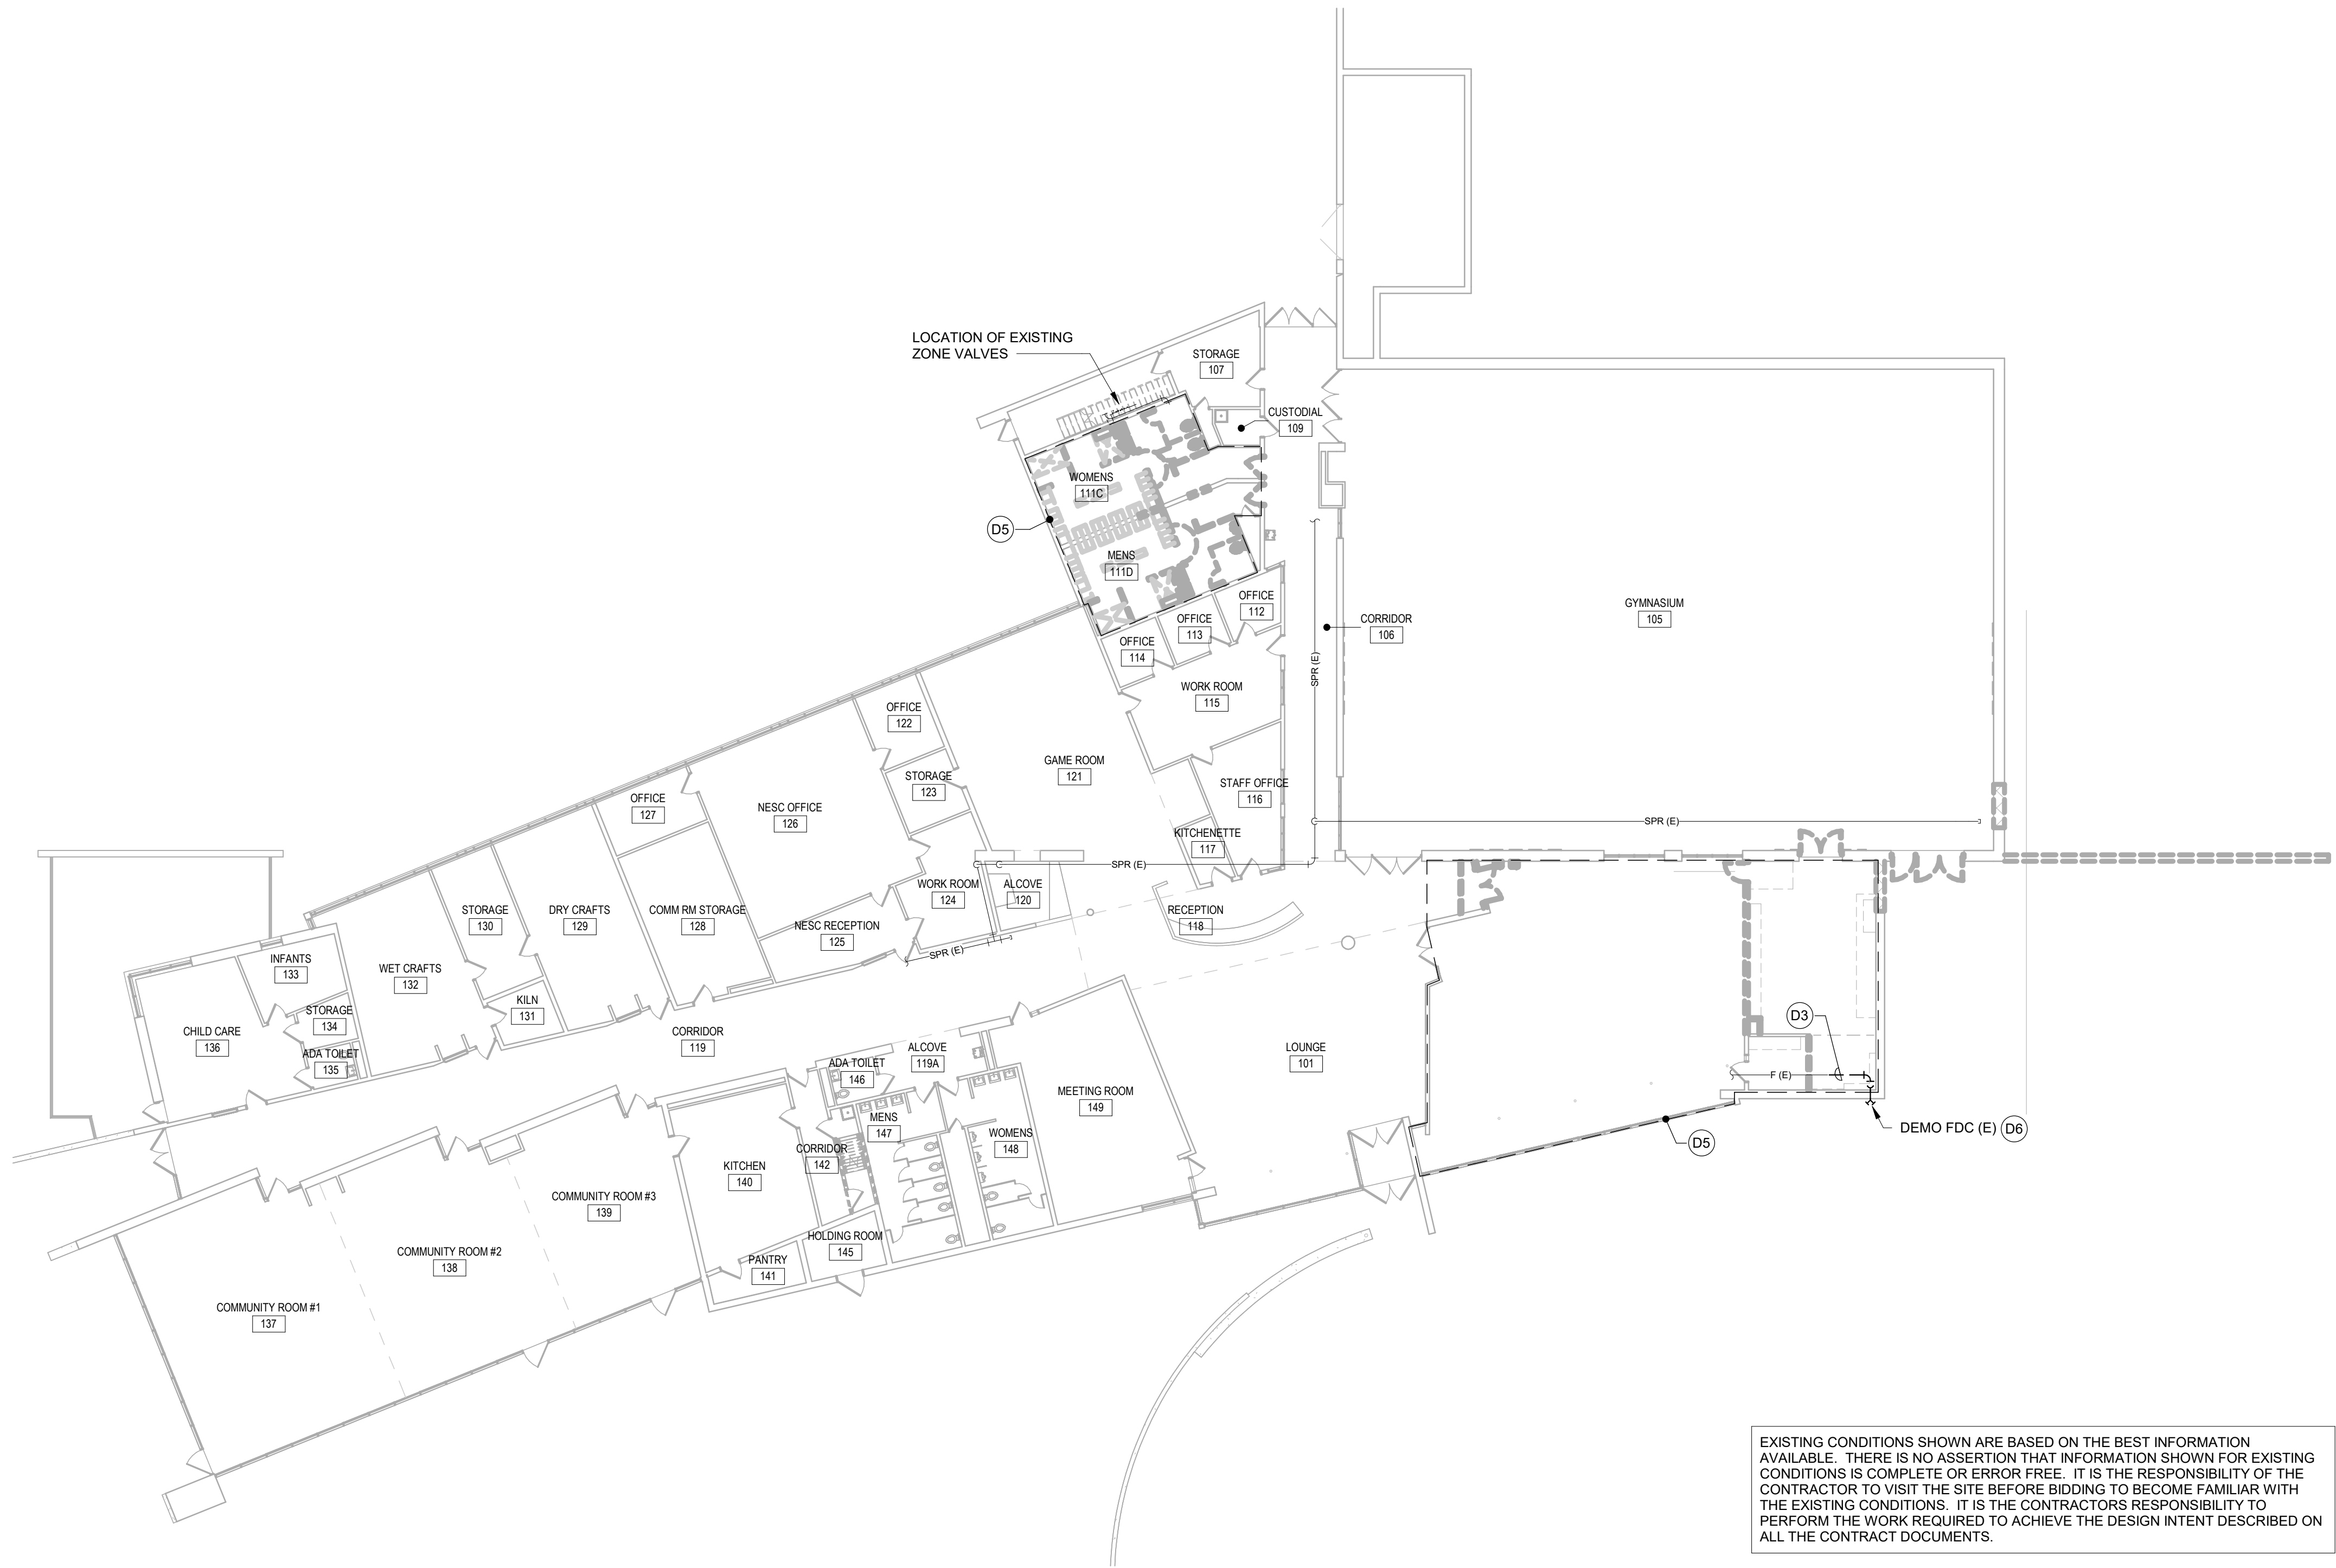 LOCATION OF EXISTING
ZONE VALVES
STORAGE
107
CUSTODIAL
109
WOMENS
111C
D5
MENS
111D
OFFICE
112
OFFICE
113
OFFICE
114
CORRIDOR
106
GYMNASIUM
105
SPR (E)
WORK ROOM
115
OFFICE
122
GAME ROOM
121
STORAGE
123
STAFF OFFICE
116
OFFICE
127
NESC OFFICE
126
SPR (E)
KITCHENETTE
117
SPR (E)
WORK ROOM
124
ALCOVE
120
STORAGE
130
DRY CRAFTS
129
COMM RM STORAGE
128
NESC RECEPTION
125
RECEPTION
118
SPR (E)
INFANTS
133
WET CRAFTS
132
KILN
131
STORAGE
134
CHILD CARE
136
ADA TOILET
135
CORRIDOR
119
ALCOVE
119A
ADA TOILET
146
LOUNGE
101
D3
F (E)
MEETING ROOM
149
MENS
147
WOMENS
148
DEMO FDC (E) D6
D5
CORRIDOR
142
KITCHEN
140
COMMUNITY ROOM #3
139
HOLDING ROOM
145
COMMUNITY ROOM #2
138
PANTRY
141
COMMUNITY ROOM #1
137
EXISTING CONDITIONS SHOWN ARE BASED ON THE BEST INFORMATION
AVAILABLE. THERE IS NO ASSERTION THAT INFORMATION SHOWN FOR EXISTING
CONDITIONS IS COMPLETE OR ERROR FREE. IT IS THE RESPONSIBILITY OF THE
CONTRACTOR TO VISIT THE SITE BEFORE BIDDING TO BECOME FAMILIAR WITH
THE EXISTING CONDITIONS. IT IS THE CONTRACTORS RESPONSIBILITY TO
PERFORM THE WORK REQUIRED TO ACHIEVE THE DESIGN INTENT DESCRIBED ON
ALL THE CONTRACT DOCUMENTS.